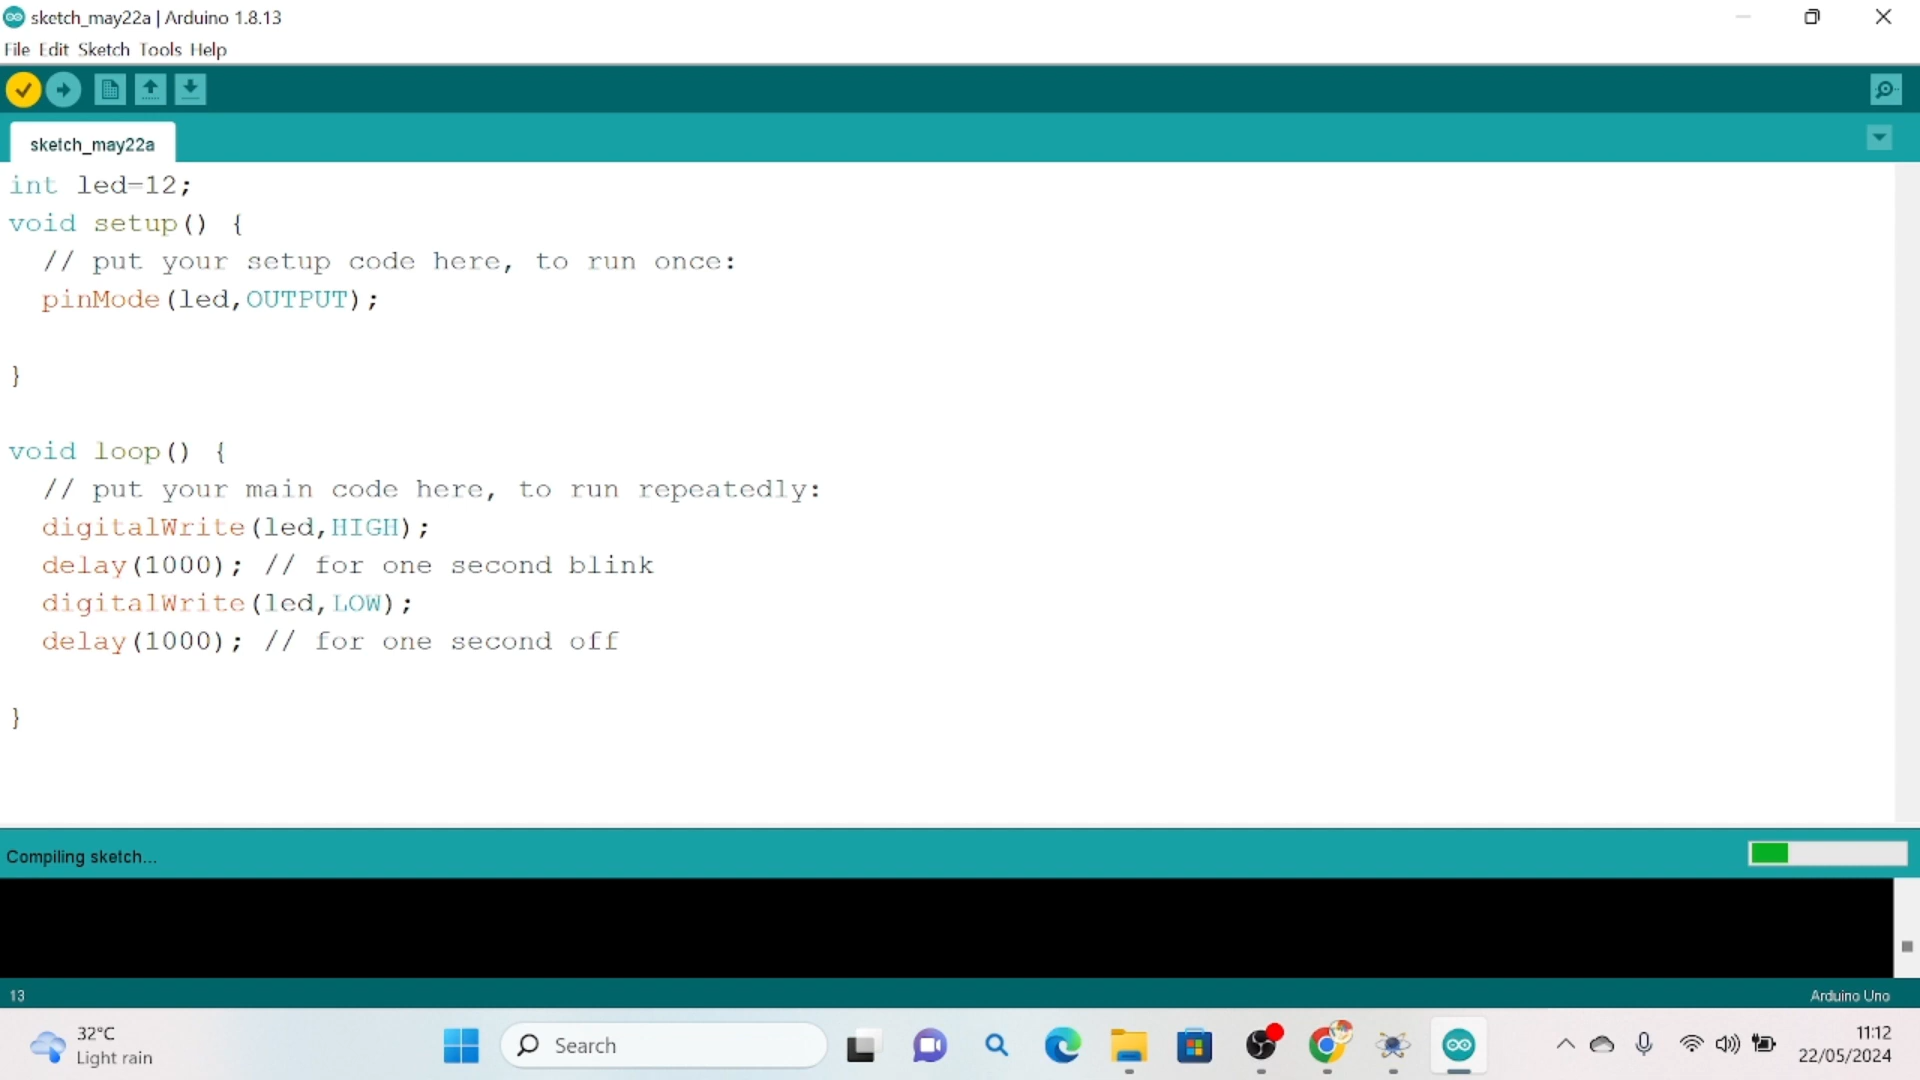 sketch_may22a | Arduino 1.8.13
File Edit Sketch Tools Help
sketch_may22a
int led=12;
void setup() {
// put your setup code here, to run once:
pinMode(led,OUTPUT);
}
void loop() {
// put your main code here, to run repeatedly:
digitalWrite(led,HIGH);
delay(1000); // for one second blink
digitalWrite(led,LOW);
delay(1000); // for one second off
}
Compiling sketch...
13
Arduino Uno
32°C
Light rain
Search
11:12
22/05/2024